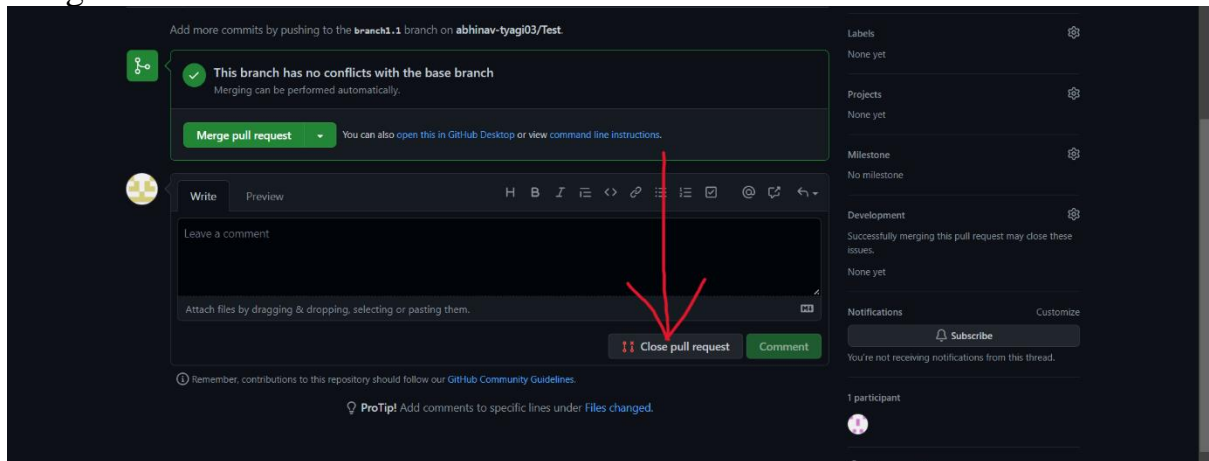 Add more commits by pushing to the branch1.1 branch on abhinav-tyagi03/Test.
This branch has no conflicts with the base branch
Merging can be performed automatically.
Merge pull request
You can also open this in GitHub Desktop or view command line instructions.
Write Preview
Leave a comment
Attach files by dragging & dropping, selecting or pasting them.
Close pull request Comment
Remember, contributions to this repository should follow our GitHub Community Guidelines.
ProTip! Add comments to specific lines under Files changed.
Labels
None yet
Projects
None yet
Milestone
No milestone
Development
Successfully merging this pull request may close these
issues.
None yet
Notifications Customize
Subscribe
You're not receiving notifications from this thread.
1 participant